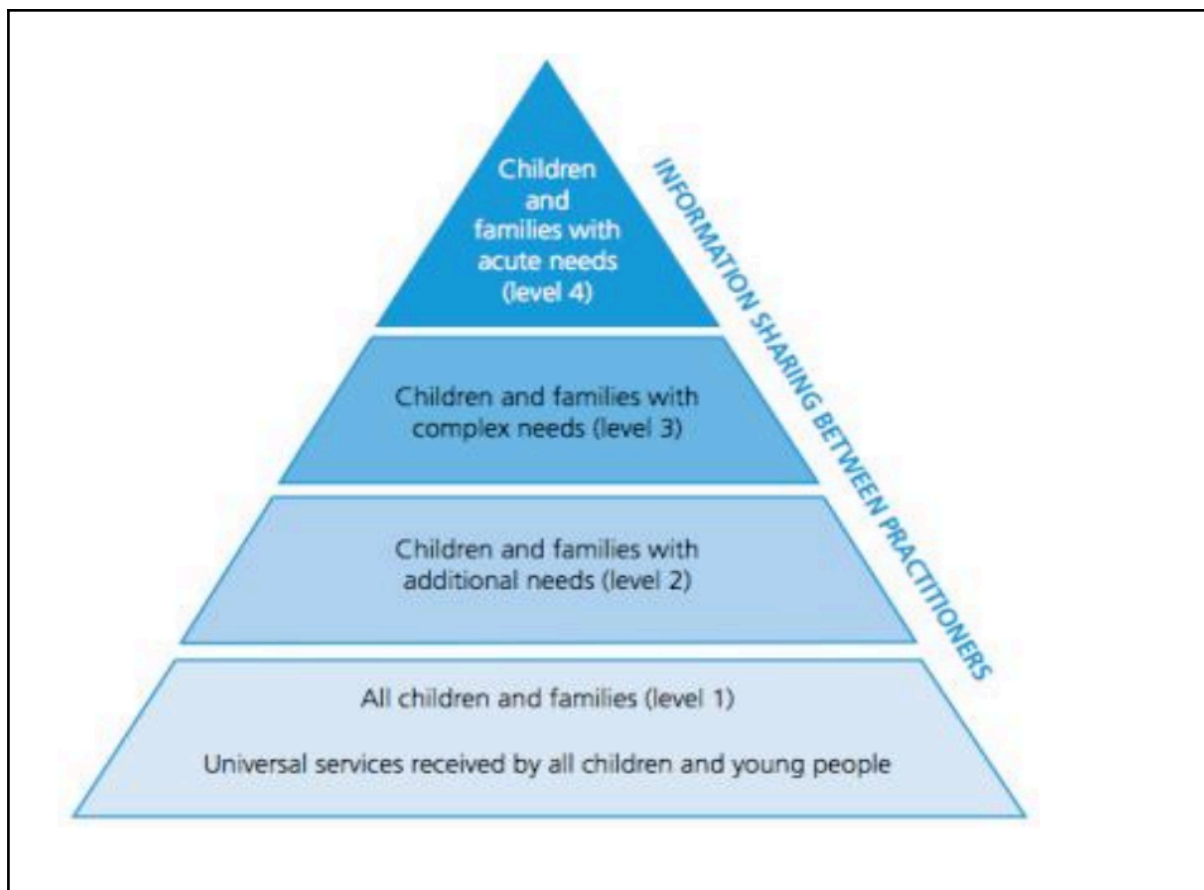 Children
and
families with
acute needs
(level 4)
INFORMATION SHARING BETWEEN PRACTITIONERS
Children and families with
complex needs (level 3)
Children and families with
additional needs (level 2)
All children and families (level 1)
Universal services received by all children and young people